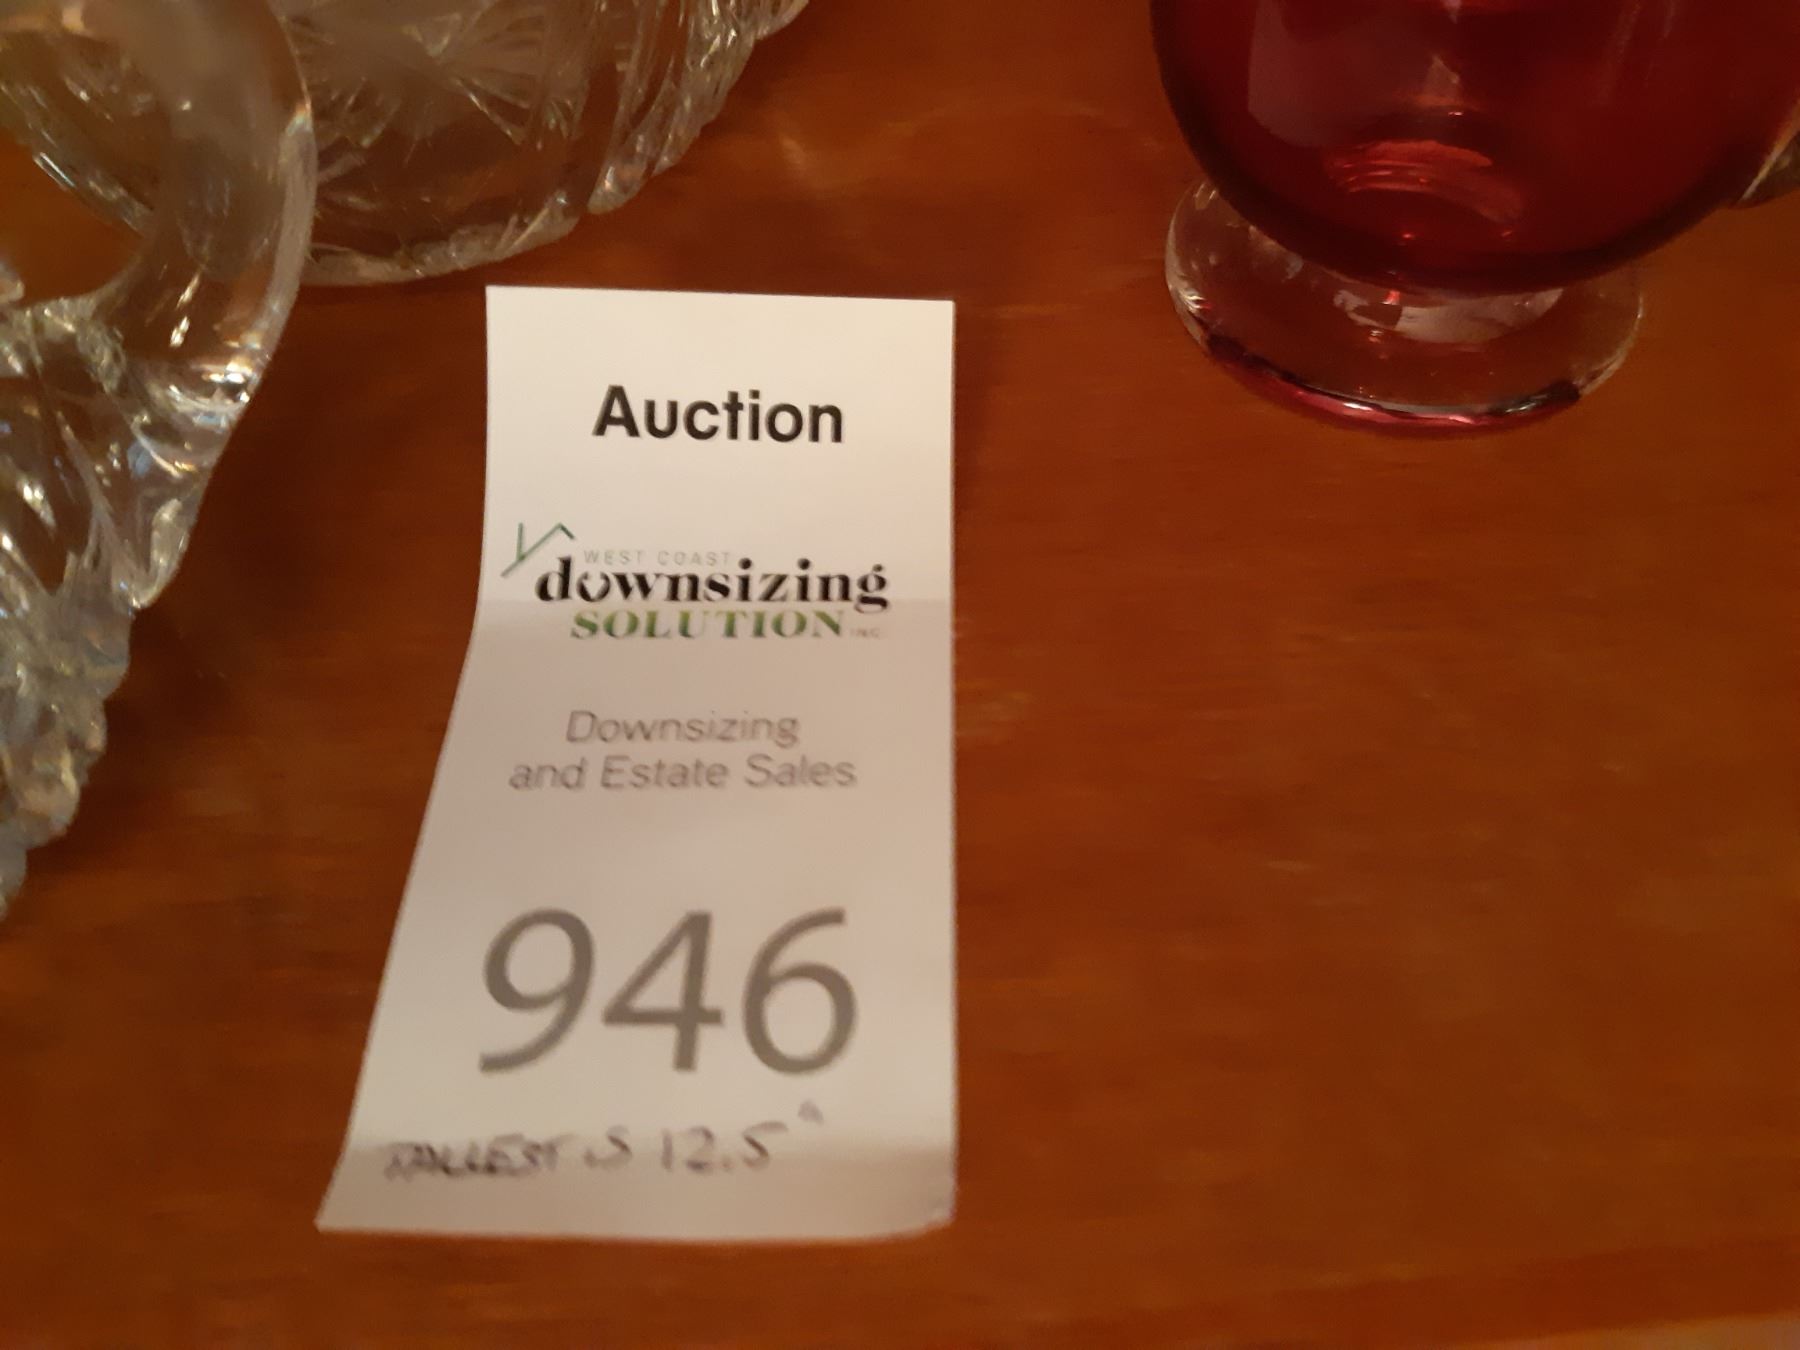 Auction
WEST COAST
downsizing
SOLUTION INC.
Downsizing
and Estate Sales
946
TALLEST IS 12.5"